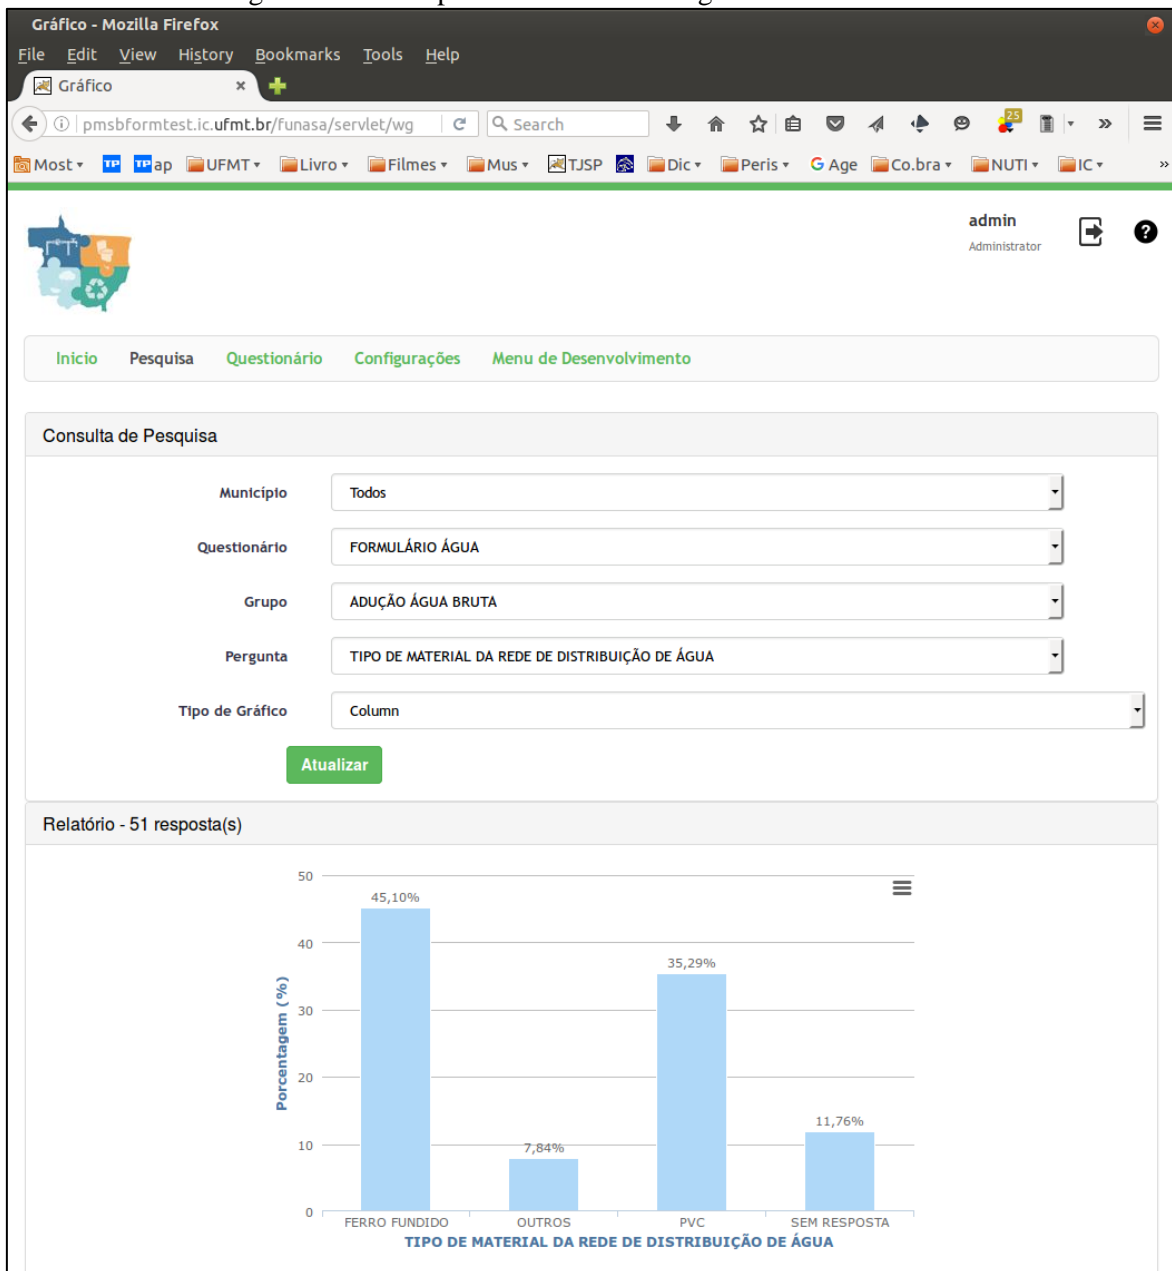 Gráfico - Mozilla Firefox
File Edit View History Bookmarks Tools Help
Gráfico
pmsbformtest.ic.ufmt.br/funasa/servlet/wg Search 25
Most TP TP ap UFMT Livro Filmes Mus TJSP Dic Peris G Age Co.bra NUTI IC »
admin
Administrator
Inicio Pesquisa Questionário Configurações Menu de Desenvolvimento
Consulta de Pesquisa
Município Todos
Questionário FORMULÁRIO ÁGUA
Grupo ADUÇÃO ÁGUA BRUTA
Pergunta TIPO DE MATERIAL DA REDE DE DISTRIBUIÇÃO DE ÁGUA
Tipo de Gráfico Column
Atualizar
Relatório - 51 resposta(s)
50
45,10%
40
35,29%
30
Porcentagem (%)
20
11,76%
10
7,84%
0
FERRO FUNDIDO OUTROS PVC SEM RESPOSTA
TIPO DE MATERIAL DA REDE DE DISTRIBUIÇÃO DE ÁGUA